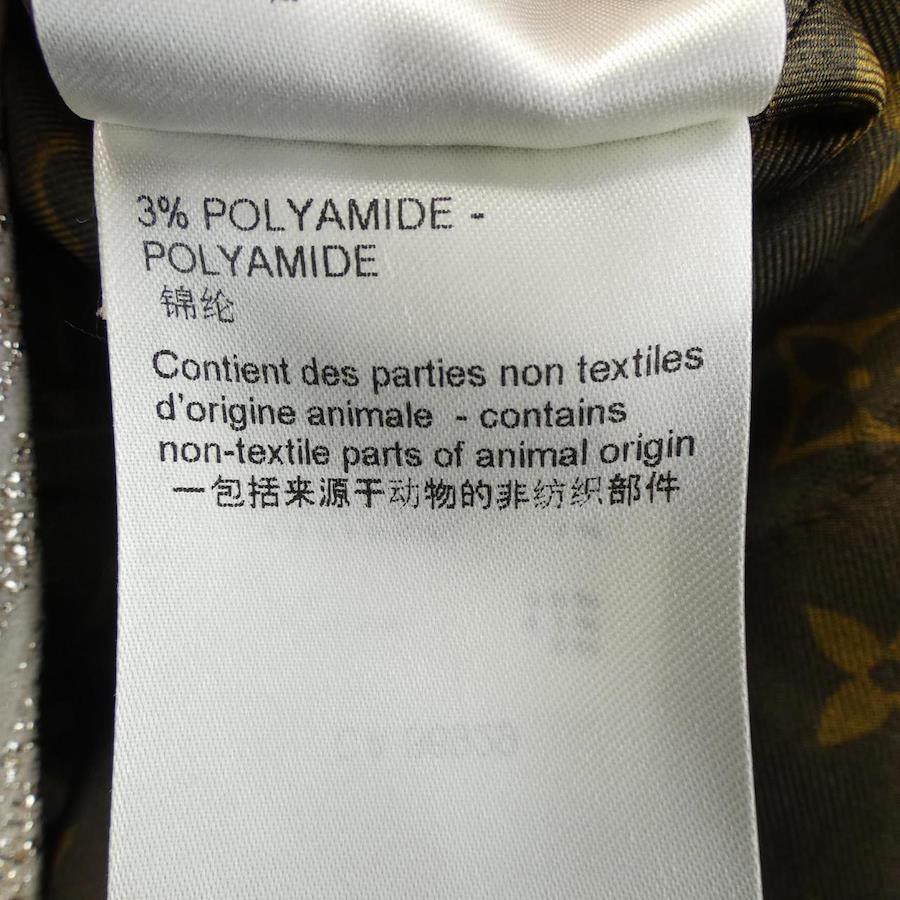 3% POLYAMIDE -
POLYAMIDE
锦纶
Contient des parties non textiles
d'origine animale - contains
non-textile parts of animal origin
一包括来源于动物的非纺织部件